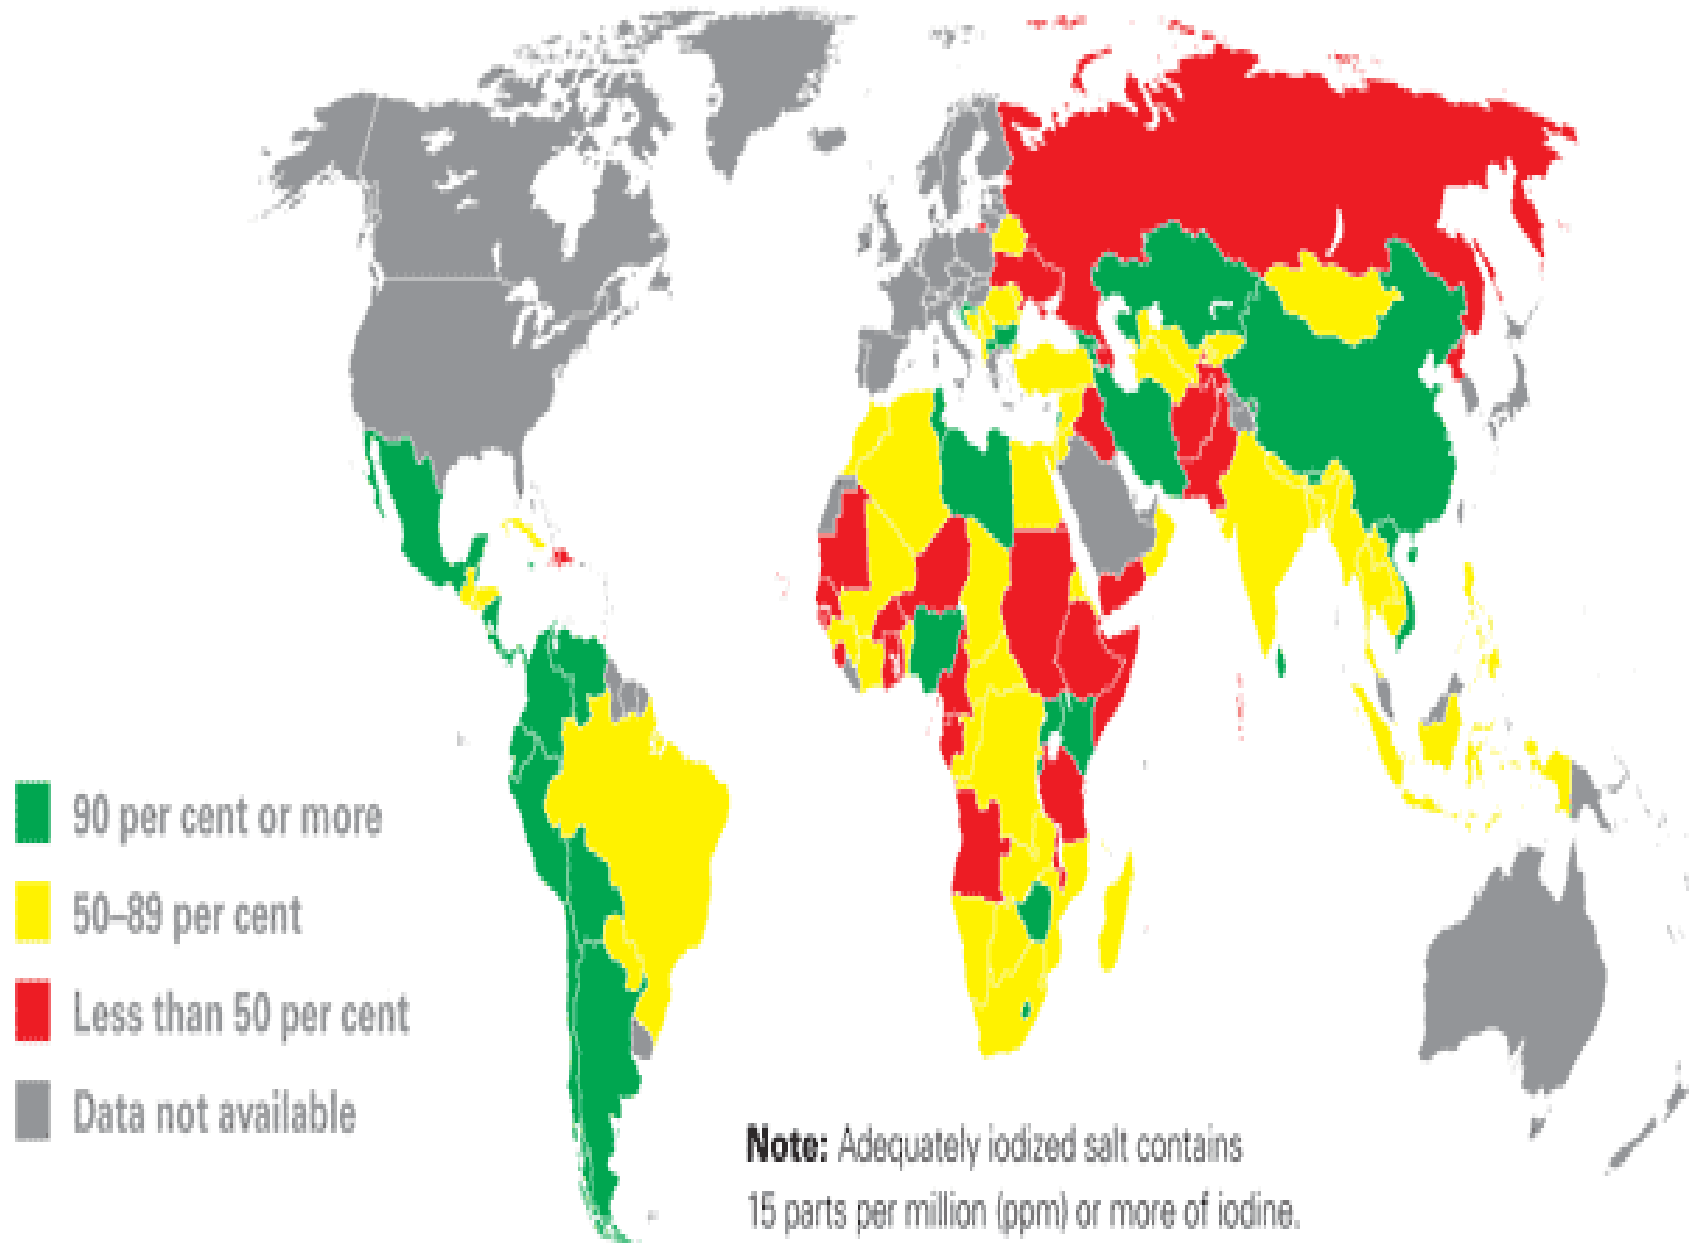 90 per cent or more
50–89 per cent
Less than 50 per cent
Data not available
Note: Adequately iodized salt contains
15 parts per million (ppm) or more of iodine.